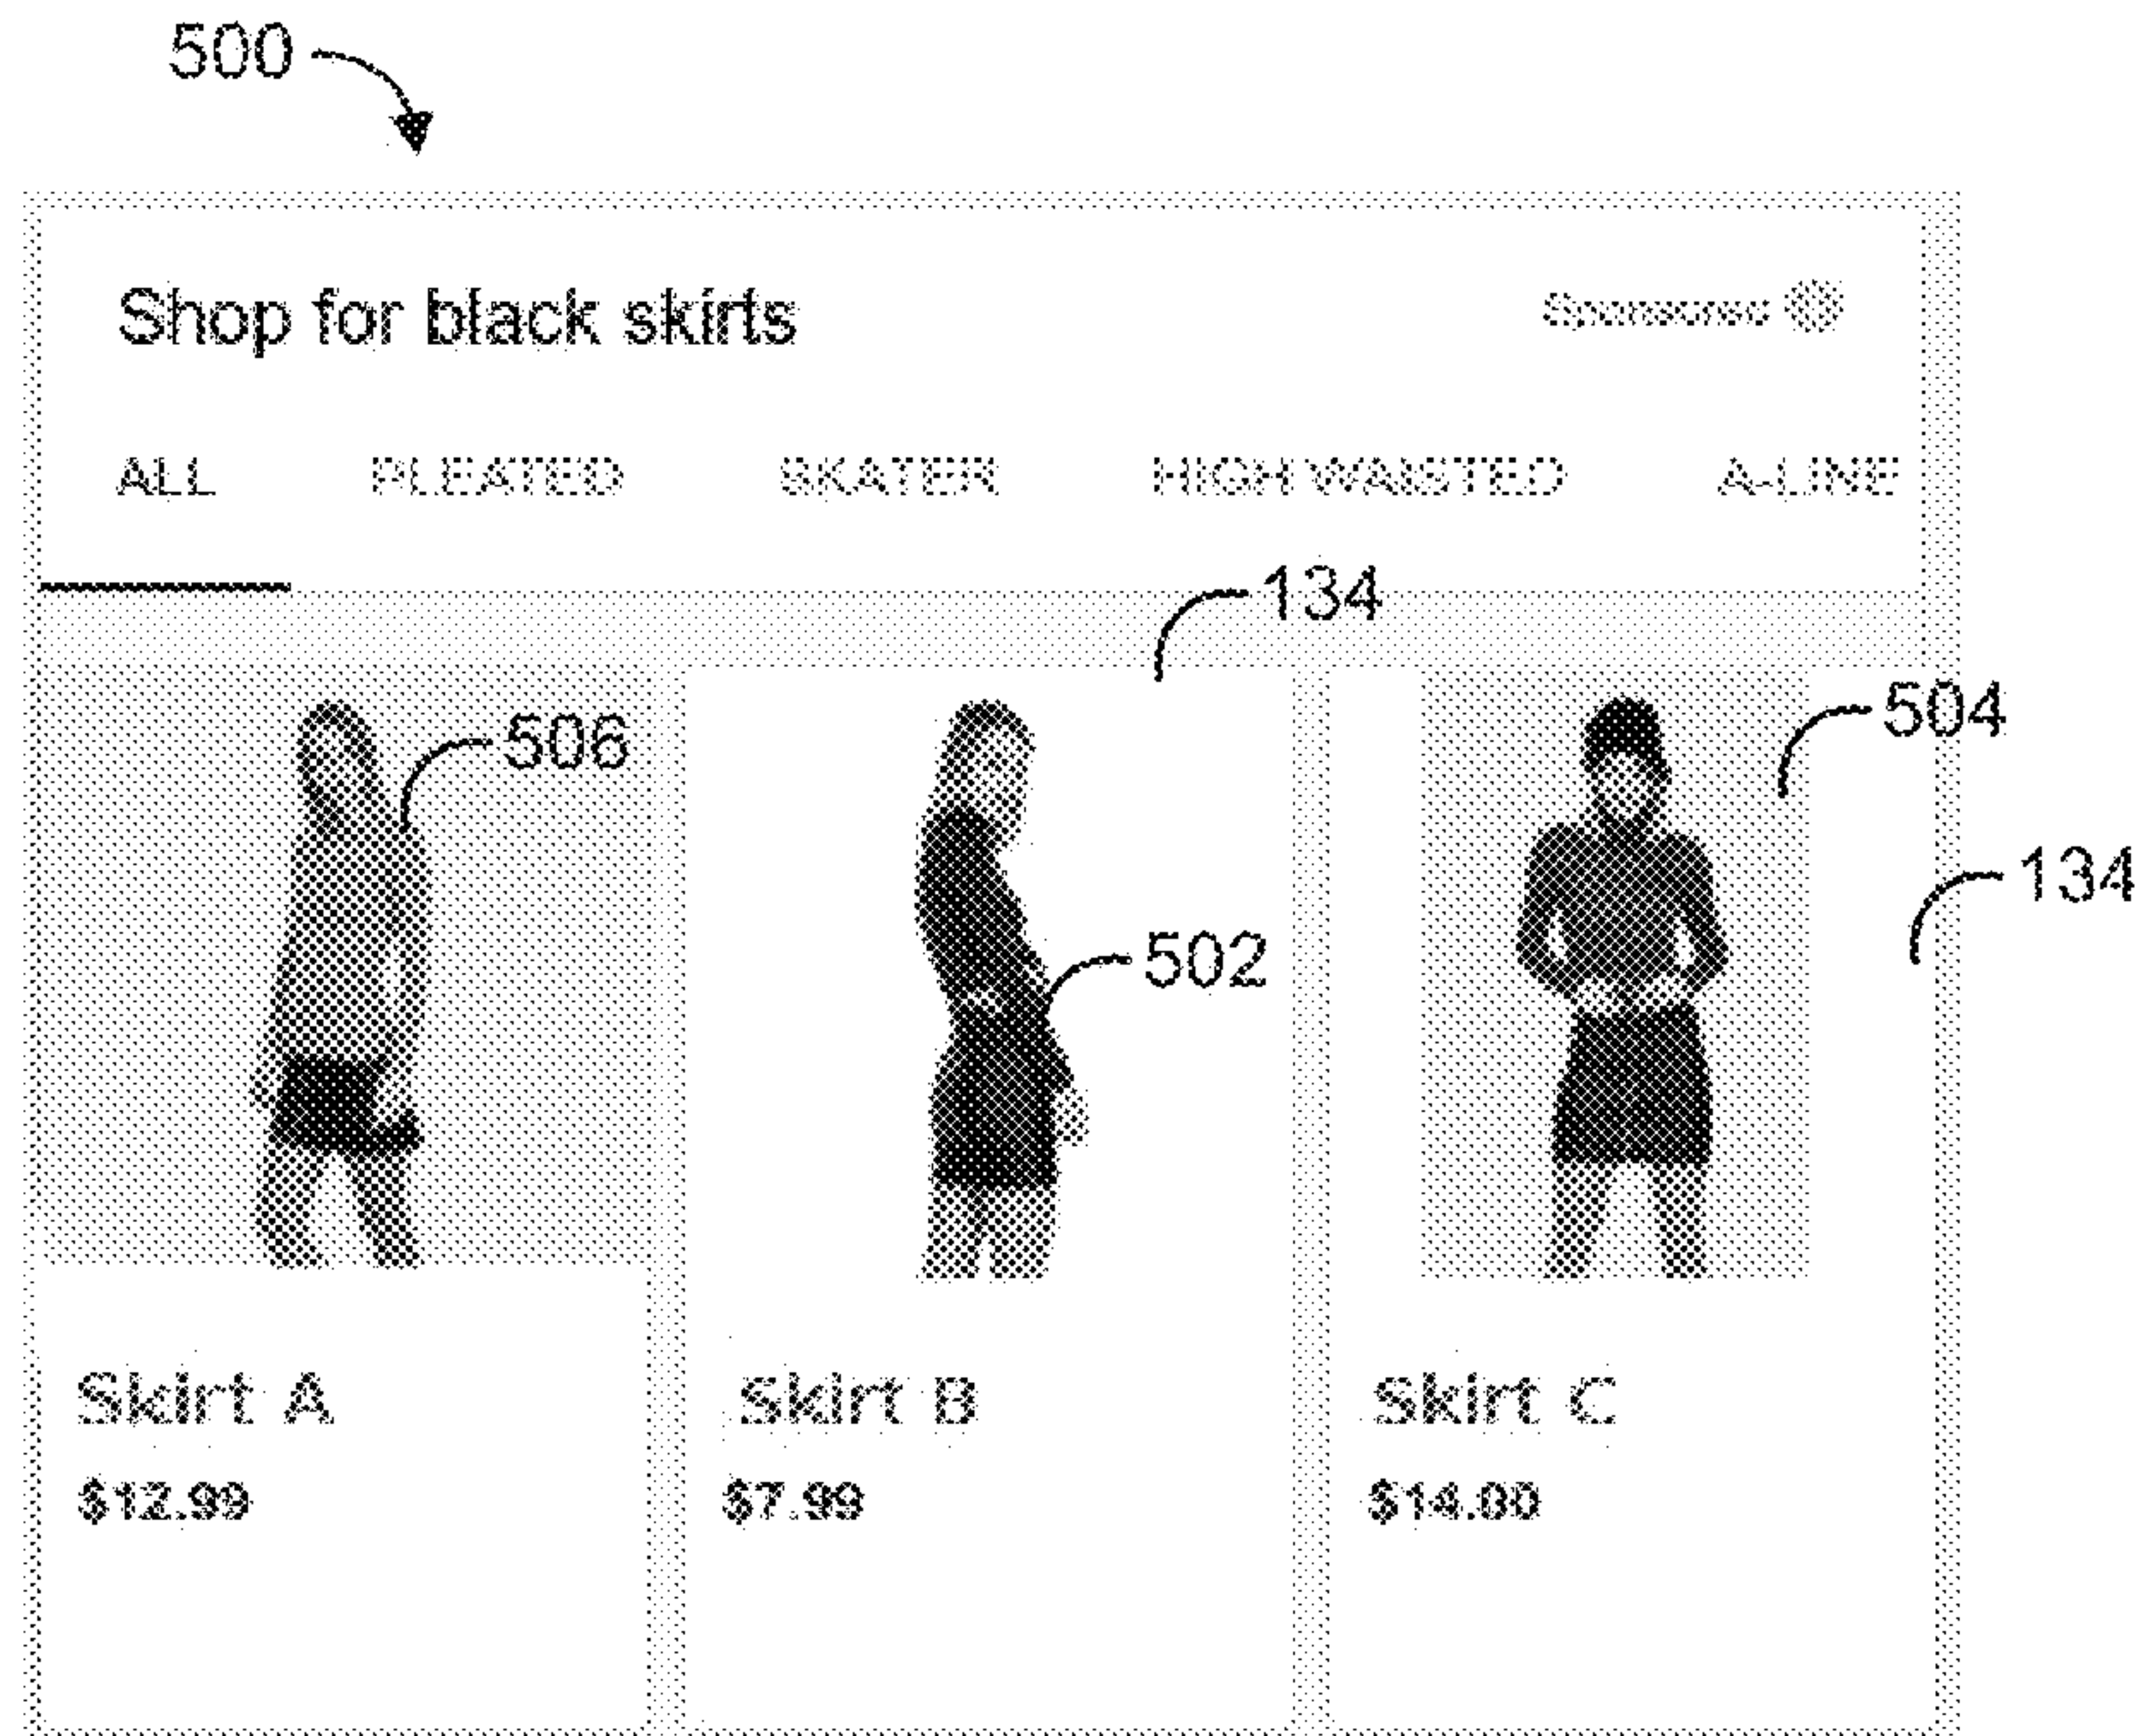 500
Shop for black skirts Sponsored
ALL PLEATED SKATER HIGH WAISTED A-LINE
134
506 504
134
502
Skirt A Skirt B Skirt C
$12.99 $7.99 $14.00